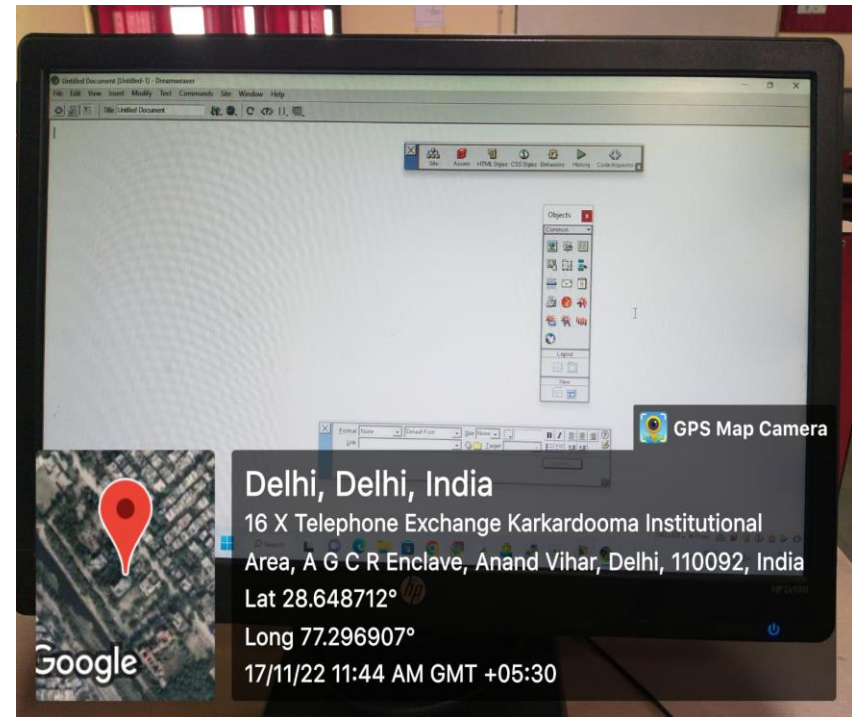 Untitled Document (Untitled-1) - Dreamweaver
File Edit View Insert Modify Text Commands Site Window Help
Title: Untitled Document
Site Assets HTML Styles CSS Styles Behaviors History Code Inspector
Objects
Common
Layout
View
Format None Default Font Size None
Link Target
GPS Map Camera
Delhi, Delhi, India
16 X Telephone Exchange Karkardooma Institutional
Area, A G C R Enclave, Anand Vihar, Delhi, 110092, India
Lat 28.648712°
Long 77.296907°
17/11/22 11:44 AM GMT +05:30
Google
Search
hp